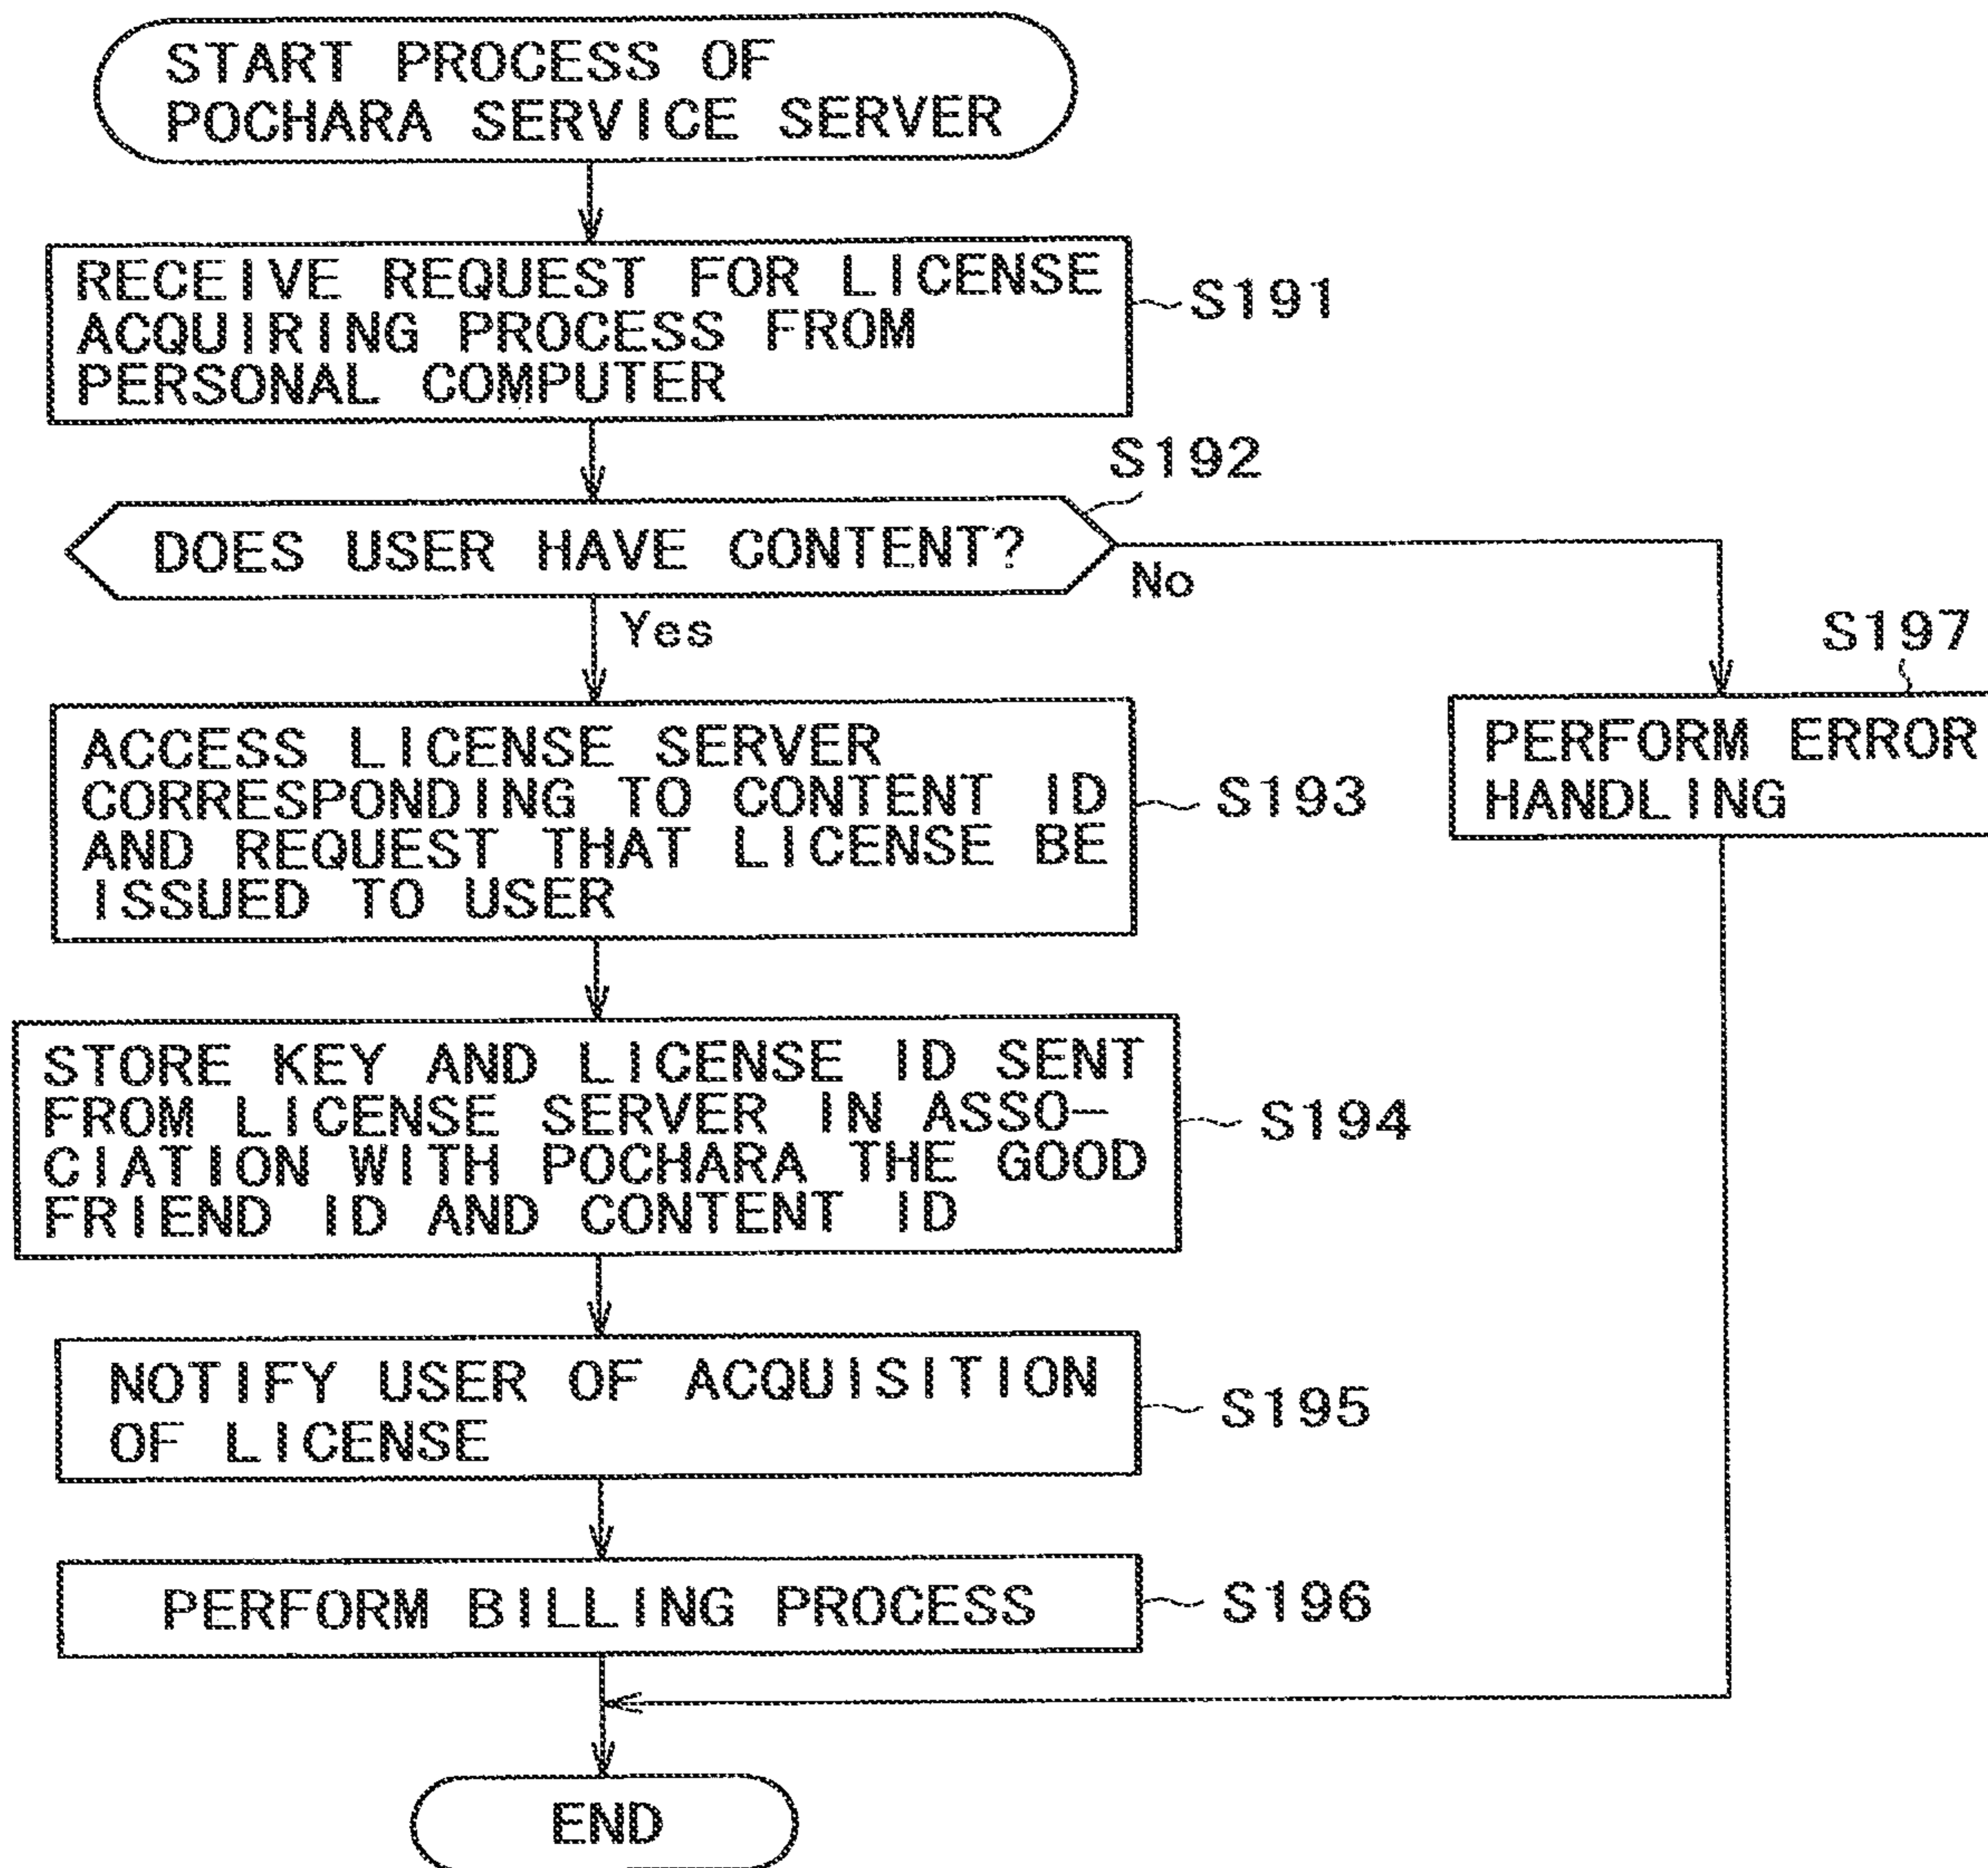 START PROCESS OF
POCHARA SERVICE SERVER
RECEIVE REQUEST FOR LICENSE
ACQUIRING PROCESS FROM
PERSONAL COMPUTER
S191
S192
DOES USER HAVE CONTENT?
No
Yes
S197
PERFORM ERROR
HANDLING
ACCESS LICENSE SERVER
CORRESPONDING TO CONTENT ID
AND REQUEST THAT LICENSE BE
ISSUED TO USER
S193
STORE KEY AND LICENSE ID SENT
FROM LICENSE SERVER IN ASSO-
CIATION WITH POCHARA THE GOOD
FRIEND ID AND CONTENT ID
S194
NOTIFY USER OF ACQUISITION
OF LICENSE
S195
PERFORM BILLING PROCESS
S196
END